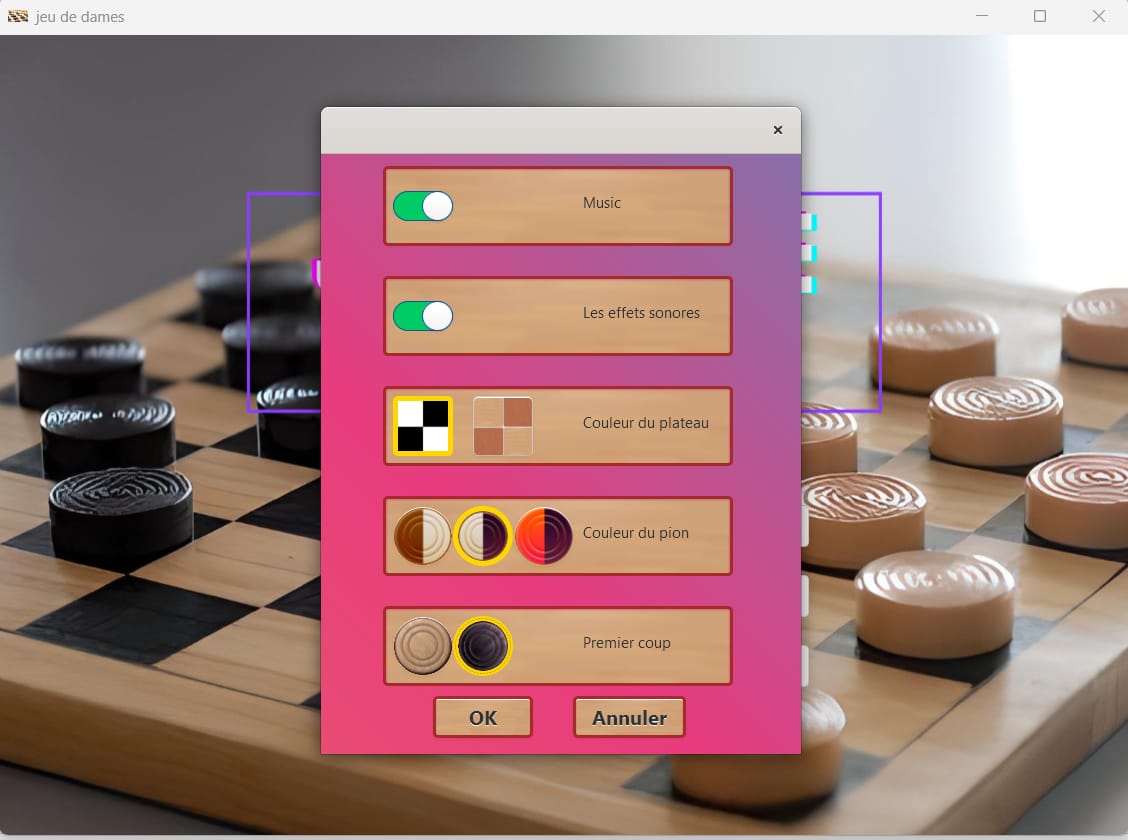 jeu de dames
Music
Les effets sonores
Couleur du plateau
Couleur du pion
Premier coup
OK
Annuler